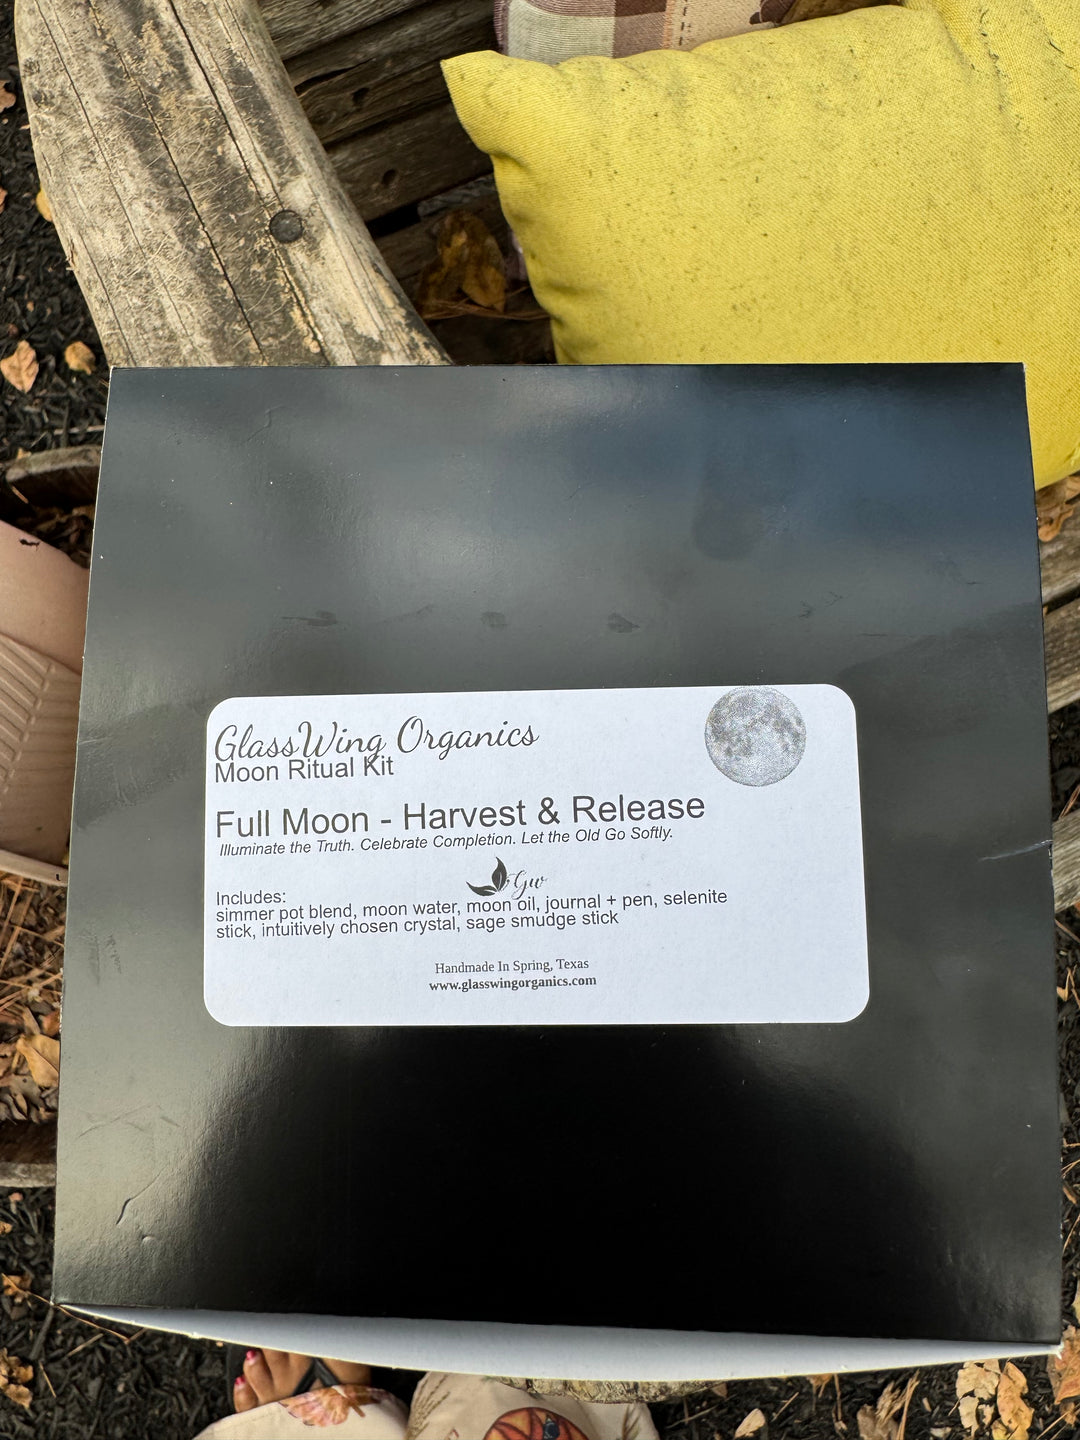 GlassWing Organics
Moon Ritual Kit
Full Moon - Harvest & Release
Illuminate the Truth. Celebrate Completion. Let the Old Go Softly.
Gw
Includes:
simmer pot blend, moon water, moon oil, journal + pen, selenite
stick, intuitively chosen crystal, sage smudge stick
Handmade In Spring, Texas
www.glasswingorganics.com